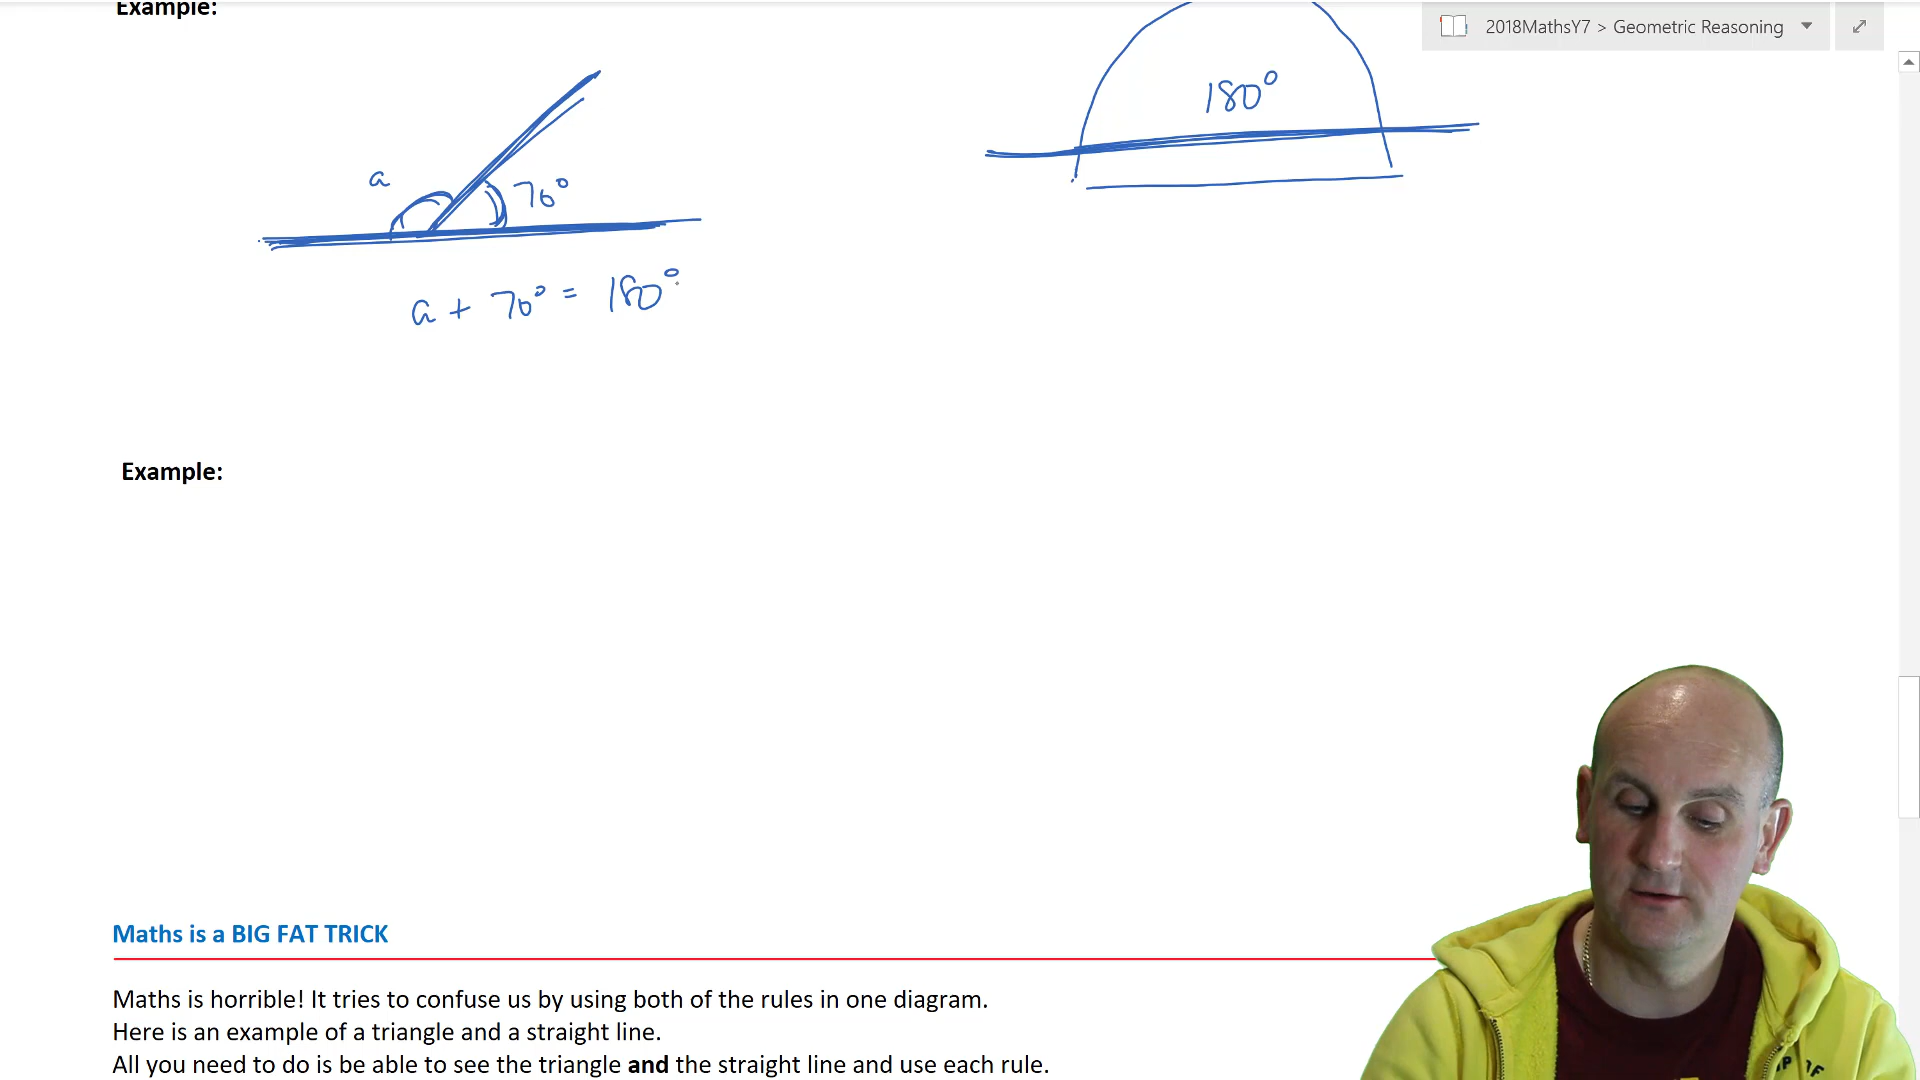 Example:
2018MathsY7 > Geometric Reasoning
180°
a
70°
a + 70° = 180°
Example:
Maths is a BIG FAT TRICK
Maths is horrible! It tries to confuse us by using both of the rules in one diagram.
Here is an example of a triangle and a straight line.
All you need to do is be able to see the triangle and the straight line and use each rule.